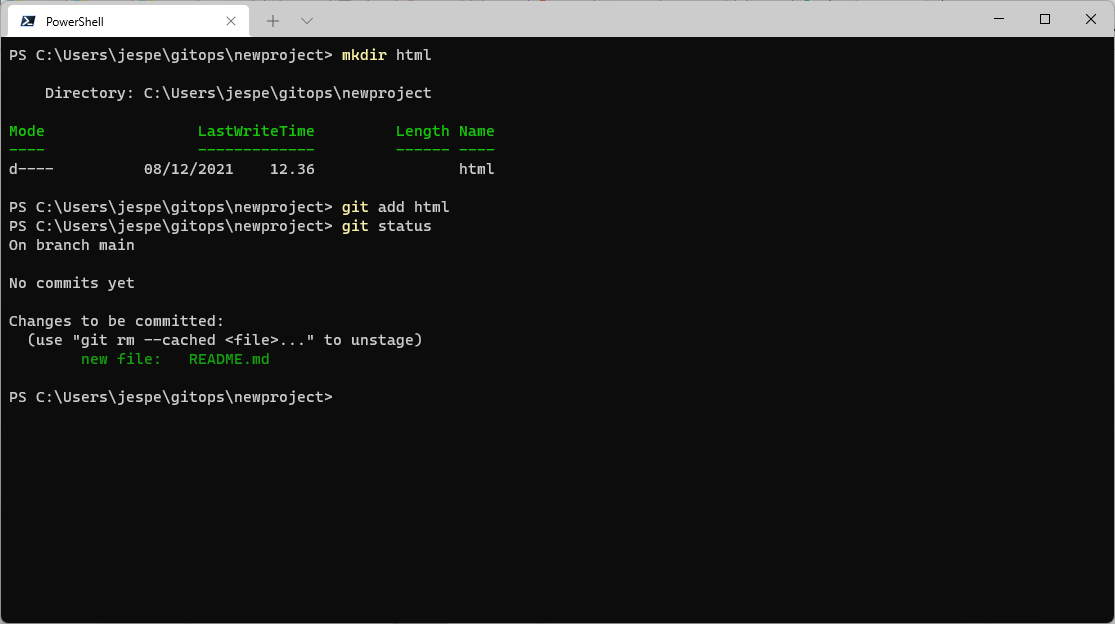 PowerShell
PS C:\Users\jespe\gitops\newproject> mkdir html
Directory: C:\Users\jespe\gitops\newproject
Mode LastWriteTime Length Name
---- ------------- ------ ----
d---- 08/12/2021 12.36 html
PS C:\Users\jespe\gitops\newproject> git add html
PS C:\Users\jespe\gitops\newproject> git status
On branch main
No commits yet
Changes to be committed:
(use "git rm --cached <file>..." to unstage)
new file: README.md
PS C:\Users\jespe\gitops\newproject>